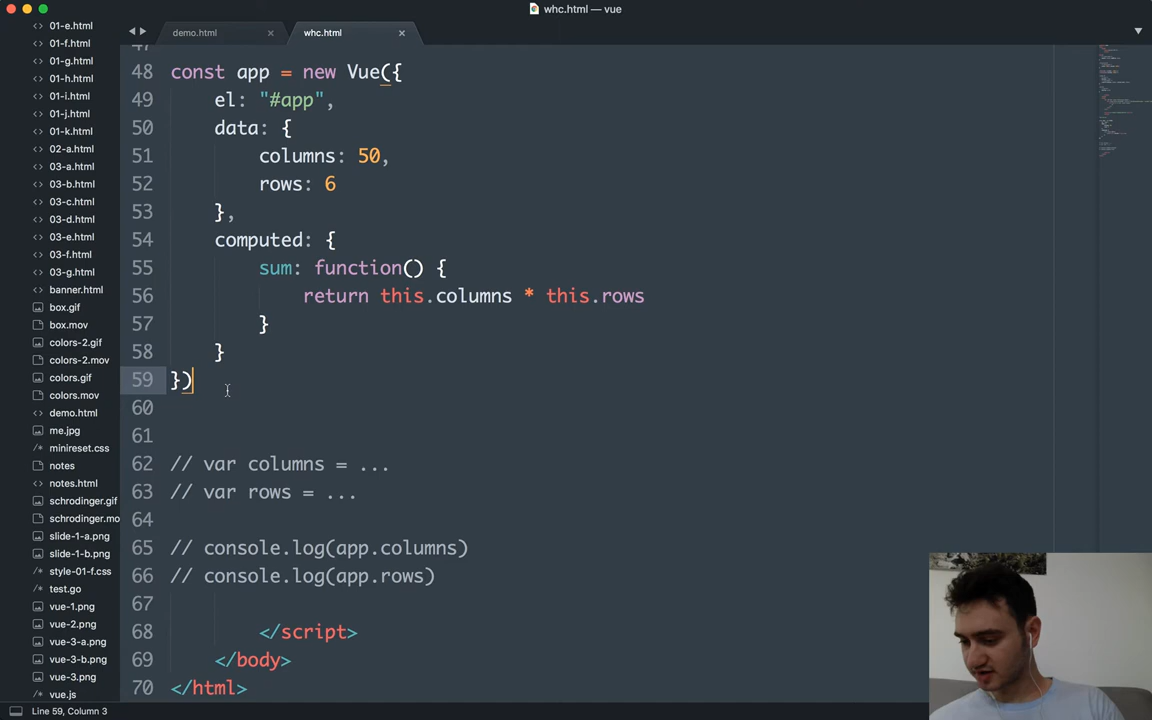 whc.html — vue
01-e.html
01-f.html
01-g.html
01-h.html
01-i.html
01-j.html
01-k.html
02-a.html
03-a.html
03-b.html
03-c.html
03-d.html
03-e.html
03-f.html
03-g.html
banner.html
box.gif
box.mov
colors-2.gif
colors-2.mov
colors.gif
colors.mov
demo.html
me.jpg
minireset.css
notes
notes.html
schrodinger.gif
schrodinger.mo
slide-1-a.png
slide-1-b.png
style-01-f.css
test.go
vue-1.png
vue-2.png
vue-3-a.png
vue-3-b.png
vue-3.png
vue.js
demo.html
whc.html
47
48 const app = new Vue({
49 el: "#app",
50 data: {
51 columns: 50,
52 rows: 6
53 },
54 computed: {
55 sum: function() {
56 return this.columns * this.rows
57 }
58 }
59 })
60
61
62 // var columns = ...
63 // var rows = ...
64
65 // console.log(app.columns)
66 // console.log(app.rows)
67
68 </script>
69 </body>
70 </html>
Line 59, Column 3